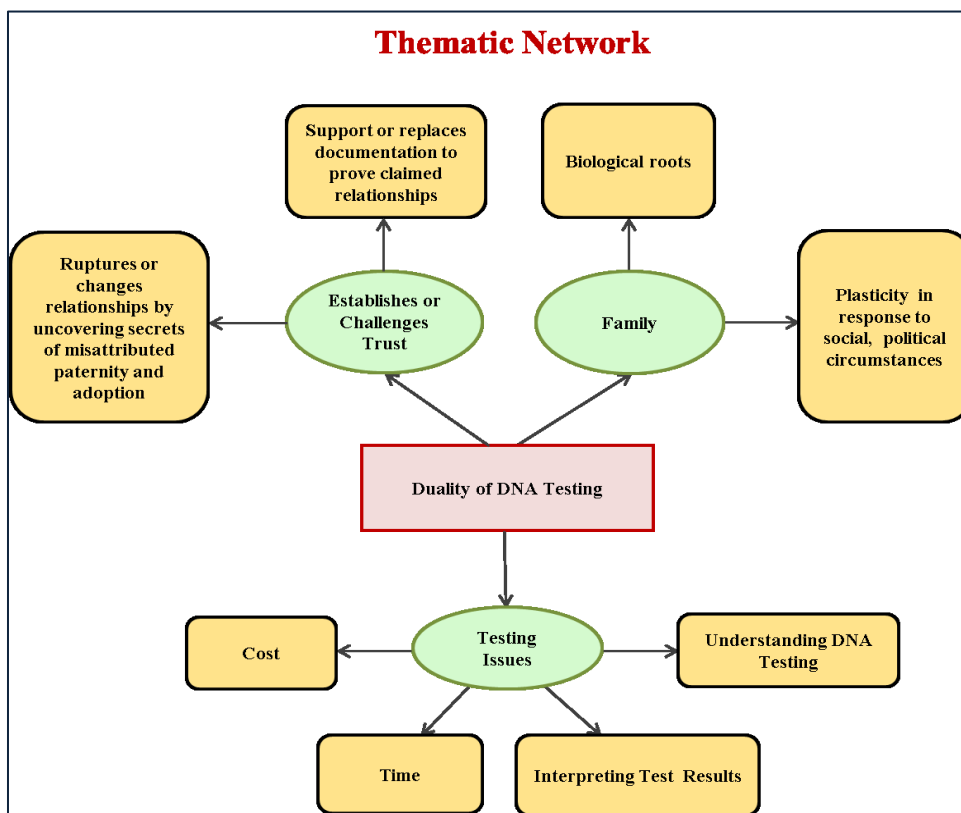 Thematic Network
Support or replaces
documentation to
prove claimed
relationships
Biological roots
Ruptures or
changes
relationships by
uncovering secrets
of misattributed
paternity and
adoption
Establishes or
Challenges
Trust
Family
Plasticity in
response to
social, political
circumstances
Duality of DNA Testing
Cost
Testing
Issues
Understanding DNA
Testing
Time
Interpreting Test Results